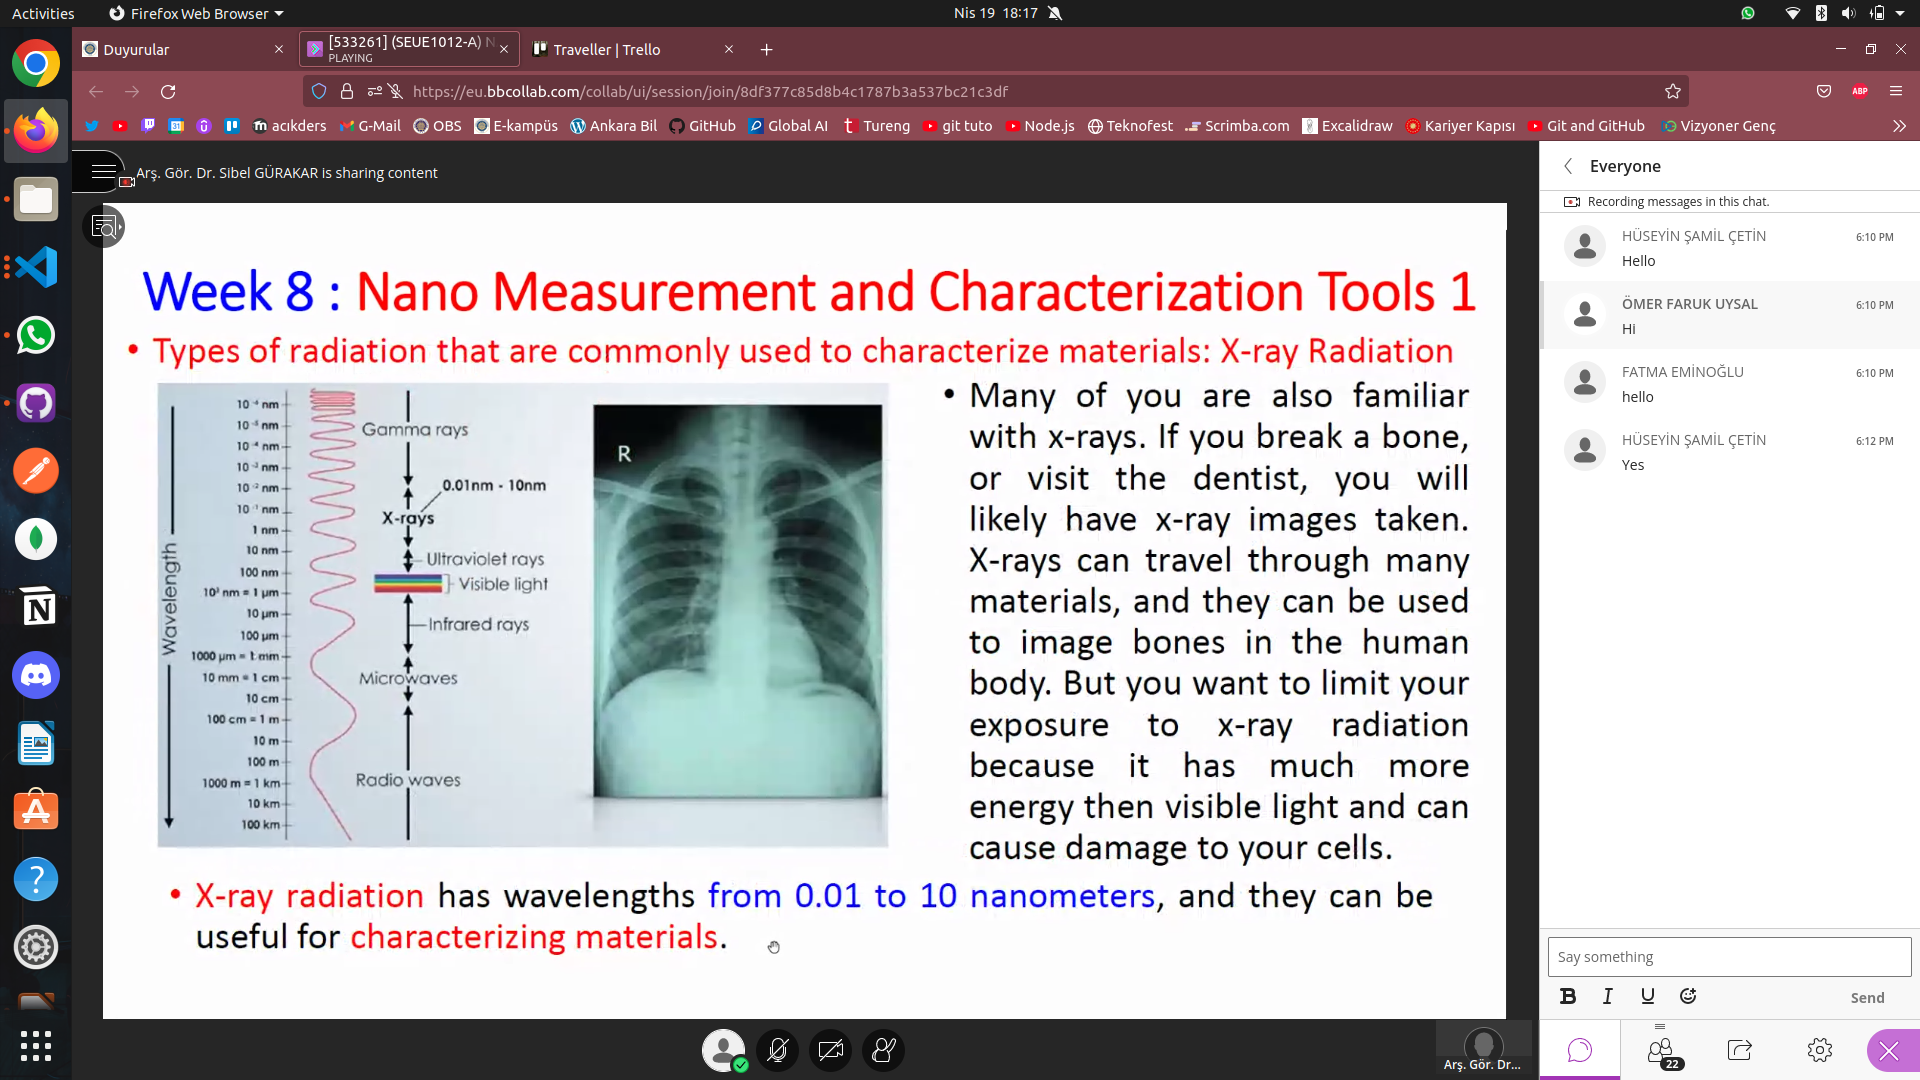 Activities
Firefox Web Browser
Nis 19 18:17
Duyurular
[533261] (SEUE1012-A) N
PLAYING
Traveller | Trello
https://eu.bbcollab.com/collab/ui/session/join/8df377c85d8b4c1787b3a537bc21c3df
ABP
acıkders
G-Mail
OBS
E-kampüs
Ankara Bil
GitHub
Global AI
Tureng
git tuto
Node.js
Teknofest
Scrimba.com
Excalidraw
Kariyer Kapısı
Git and GitHub
Vizyoner Genç
Arş. Gör. Dr. Sibel GÜRAKAR is sharing content
Week 8 : Nano Measurement and Characterization Tools 1
• Types of radiation that are commonly used to characterize materials: X-ray Radiation
Wavelength
10⁻³ nm
10⁻² nm
10⁻¹ nm
1 nm
10 nm
100 nm
10³ nm = 1 µm
10 µm
100 µm
1000 µm = 1 mm
10 mm = 1 cm
10 cm
100 cm = 1 m
10 m
100 m
1000 m = 1 km
10 km
100 km
Gamma rays
0.01nm - 10nm
X-rays
Ultraviolet rays
Visible light
Infrared rays
Microwaves
Radio waves
R
• Many of you are also familiar
with x-rays. If you break a bone,
or visit the dentist, you will
likely have x-ray images taken.
X-rays can travel through many
materials, and they can be used
to image bones in the human
body. But you want to limit your
exposure to x-ray radiation
because it has much more
energy then visible light and can
cause damage to your cells.
• X-ray radiation has wavelengths from 0.01 to 10 nanometers, and they can be
useful for characterizing materials.
Arş. Gör. Dr...
Everyone
Recording messages in this chat.
HÜSEYİN ŞAMİL ÇETİN 6:10 PM
Hello
ÖMER FARUK UYSAL 6:10 PM
Hi
FATMA EMİNOĞLU 6:10 PM
hello
HÜSEYİN ŞAMİL ÇETİN 6:12 PM
Yes
Say something
B I U
Send
22